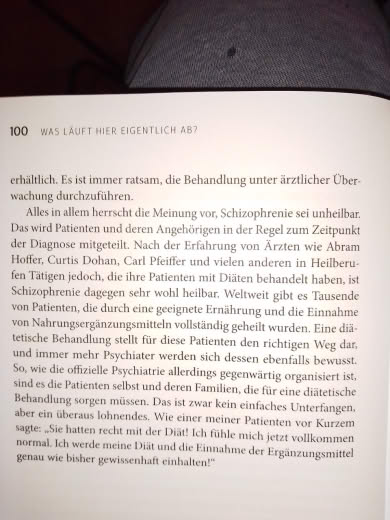 100 WAS LÄUFT HIER EIGENTLICH AB?
erhältlich. Es ist immer ratsam, die Behandlung unter ärztlicher Über-
wachung durchzuführen.
Alles in allem herrscht die Meinung vor, Schizophrenie sei unheilbar.
Das wird Patienten und deren Angehörigen in der Regel zum Zeitpunkt
der Diagnose mitgeteilt. Nach der Erfahrung von Ärzten wie Abram
Hoffer, Curtis Dohan, Carl Pfeiffer und vielen anderen in Heilberu-
fen Tätigen jedoch, die ihre Patienten mit Diäten behandelt haben, ist
Schizophrenie dagegen sehr wohl heilbar. Weltweit gibt es Tausende
von Patienten, die durch eine geeignete Ernährung und die Einnahme
von Nahrungsergänzungsmitteln vollständig geheilt wurden. Eine diä-
tetische Behandlung stellt für diese Patienten den richtigen Weg dar,
und immer mehr Psychiater werden sich dessen ebenfalls bewusst.
So, wie die offizielle Psychiatrie allerdings gegenwärtig organisiert ist,
sind es die Patienten selbst und deren Familien, die für eine diätetische
Behandlung sorgen müssen. Das ist zwar kein einfaches Unterfangen,
aber ein überaus lohnendes. Wie einer meiner Patienten vor Kurzem
sagte: „Sie hatten recht mit der Diät! Ich fühle mich jetzt vollkommen
normal. Ich werde meine Diät und die Einnahme der Ergänzungsmittel
genau wie bisher gewissenhaft einhalten!“